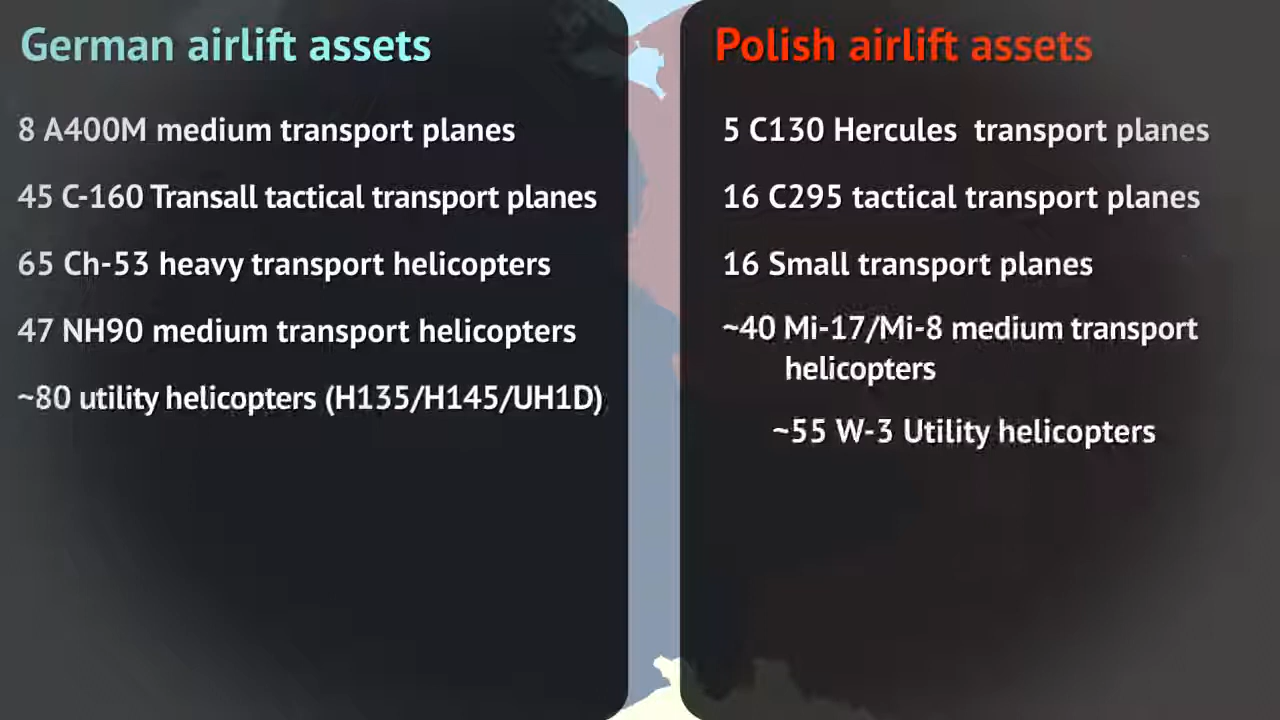 German airlift assets
8 A400M medium transport planes
45 C-160 Transall tactical transport planes
65 Ch-53 heavy transport helicopters
47 NH90 medium transport helicopters
~80 utility helicopters (H135/H145/UH1D)
Polish airlift assets
5 C130 Hercules  transport planes
16 C295 tactical transport planes
16 Small transport planes
~40 Mi-17/Mi-8 medium transport
helicopters
~55 W-3 Utility helicopters